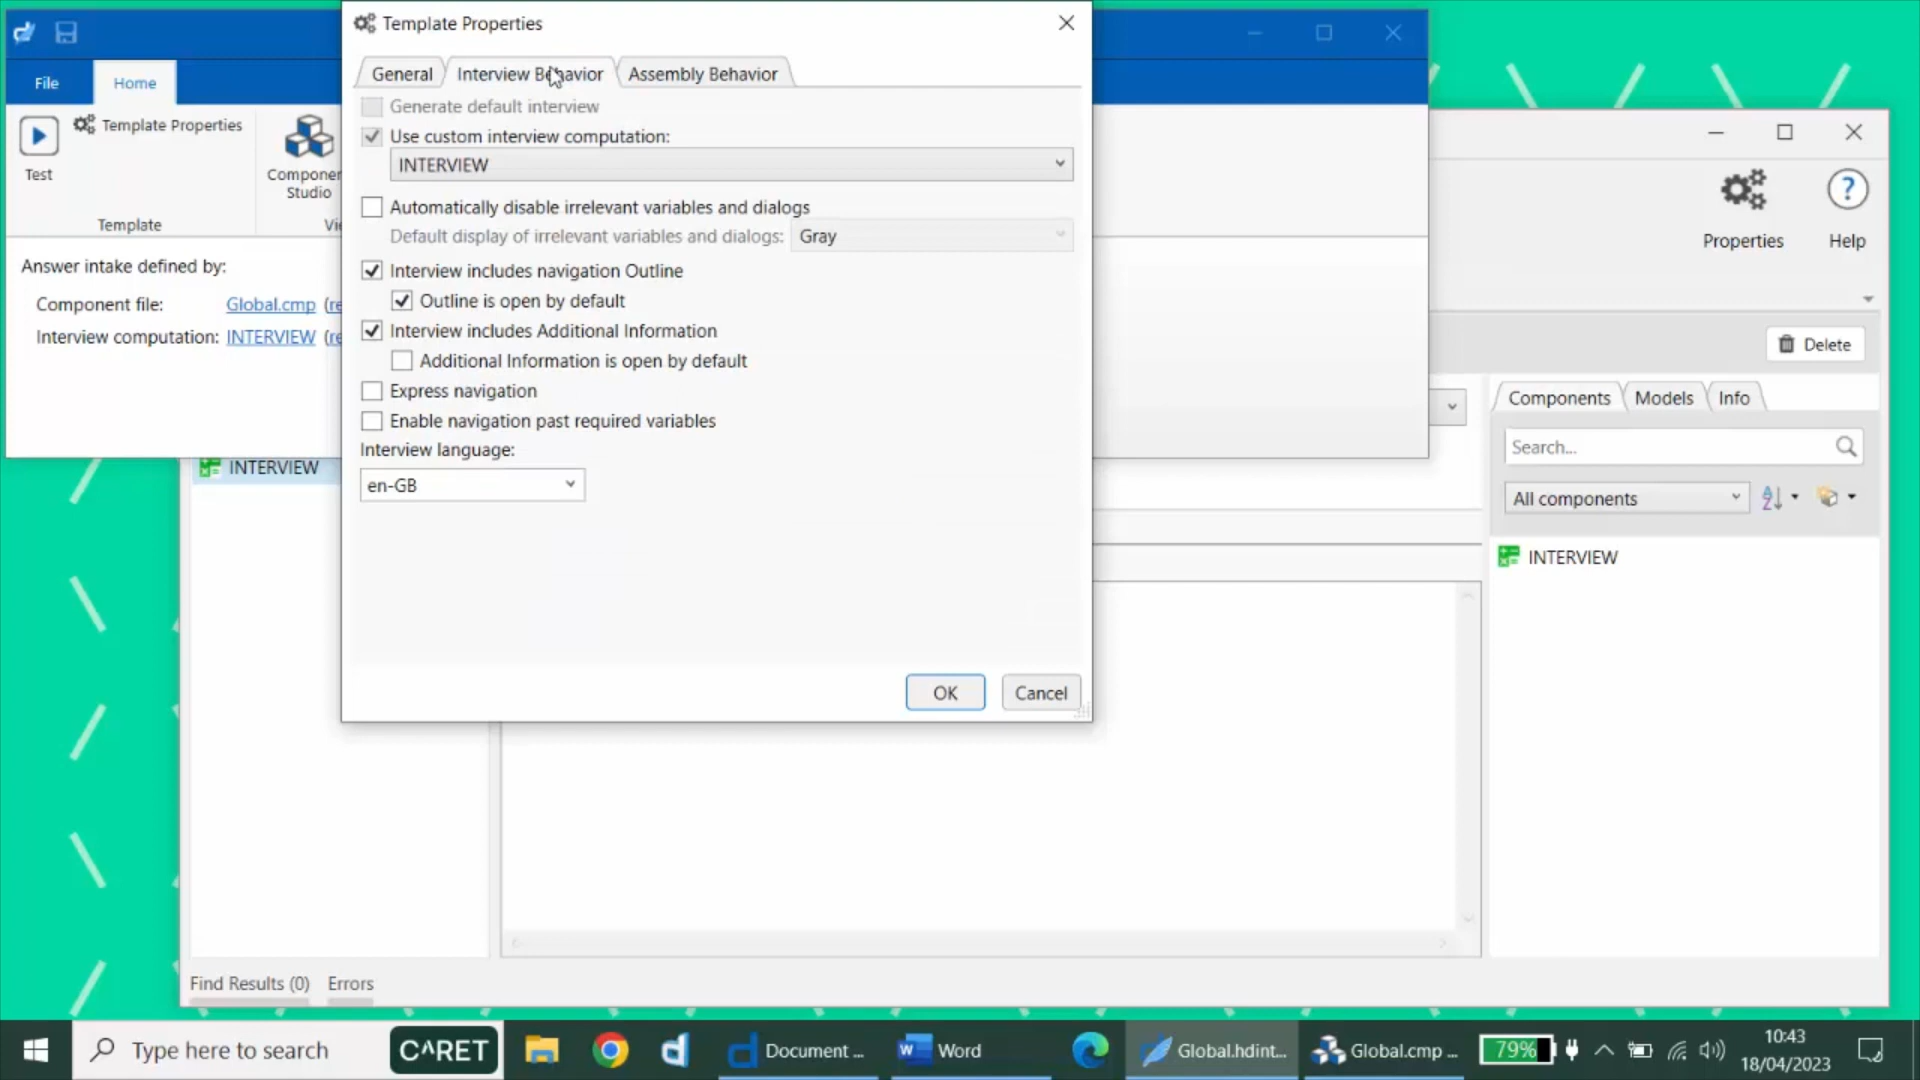 Template Properties
File
Home
General
Interview Behavior
Assembly Behavior
Generate default interview
Use custom interview computation:
INTERVIEW
Automatically disable irrelevant variables and dialogs
Default display of irrelevant variables and dialogs:
Gray
Interview includes navigation Outline
Outline is open by default
Interview includes Additional Information
Additional Information is open by default
Express navigation
Enable navigation past required variables
Interview language:
en-GB
OK
Cancel
Test
Template Properties
Template
Studio
Answer intake defined by:
Component file:
Global.cmp
Interview computation:
INTERVIEW
INTERVIEW
Properties
Help
Delete
Components
Models
Info
Search...
All components
INTERVIEW
Find Results (0)
Errors
Type here to search
C^RET
Document ...
Word
Global.hdint...
Global.cmp ...
79%
10:43
18/04/2023